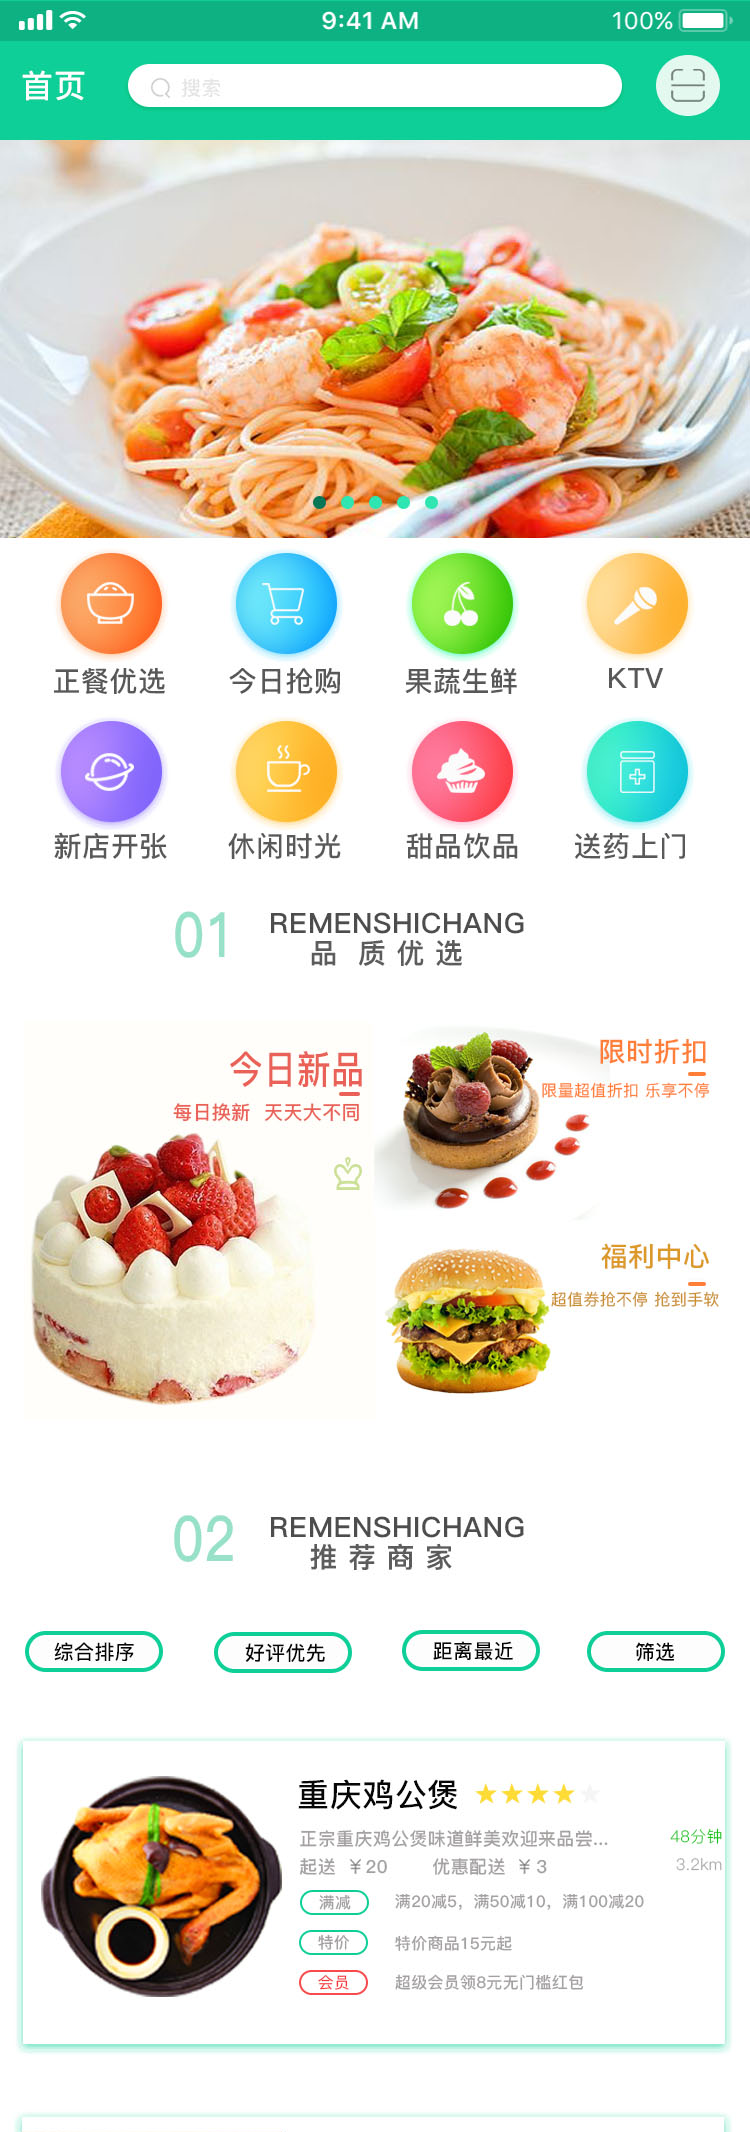 9:41 AM
100%
首页
搜索
正餐优选
今日抢购
果蔬生鲜
KTV
新店开张
休闲时光
甜品饮品
送药上门
01
REMENSHICHANG
品 质 优 选
今日新品
每日换新 天天大不同
限时折扣
限量超值折扣 乐享不停
福利中心
超值券抢不停 抢到手软
02
REMENSHICHANG
推 荐 商 家
综合排序
好评优先
距离最近
筛选
重庆鸡公煲
正宗重庆鸡公煲味道鲜美欢迎来品尝...
48分钟
起送 ￥20 优惠配送 ￥3
3.2km
满减 满20减5，满50减10，满100减20
特价 特价商品15元起
会员 超级会员领8元无门槛红包